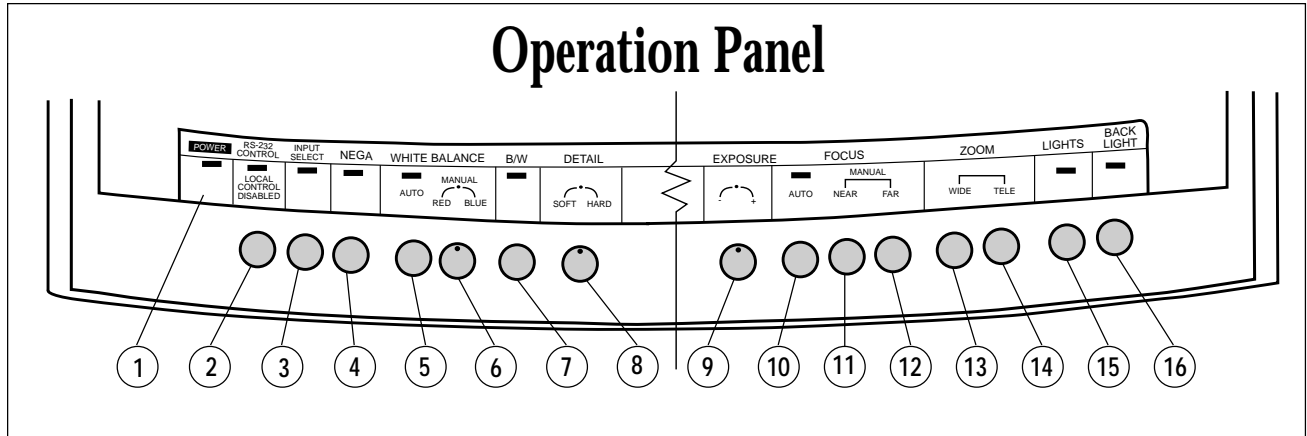 Operation Panel
POWER
RS-232
CONTROL
LOCAL
CONTROL
DISABLED
INPUT
SELECT
NEGA
WHITE BALANCE
AUTO
MANUAL
RED BLUE
B/W
DETAIL
SOFT HARD
EXPOSURE
- +
FOCUS
AUTO
MANUAL
NEAR FAR
ZOOM
WIDE TELE
LIGHTS
BACK
LIGHT
1 2 3 4 5 6 7 8 9 10 11 12 13 14 15 16